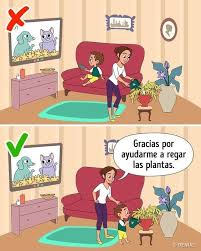 Gracias por
ayudarme a regar
las plantas.